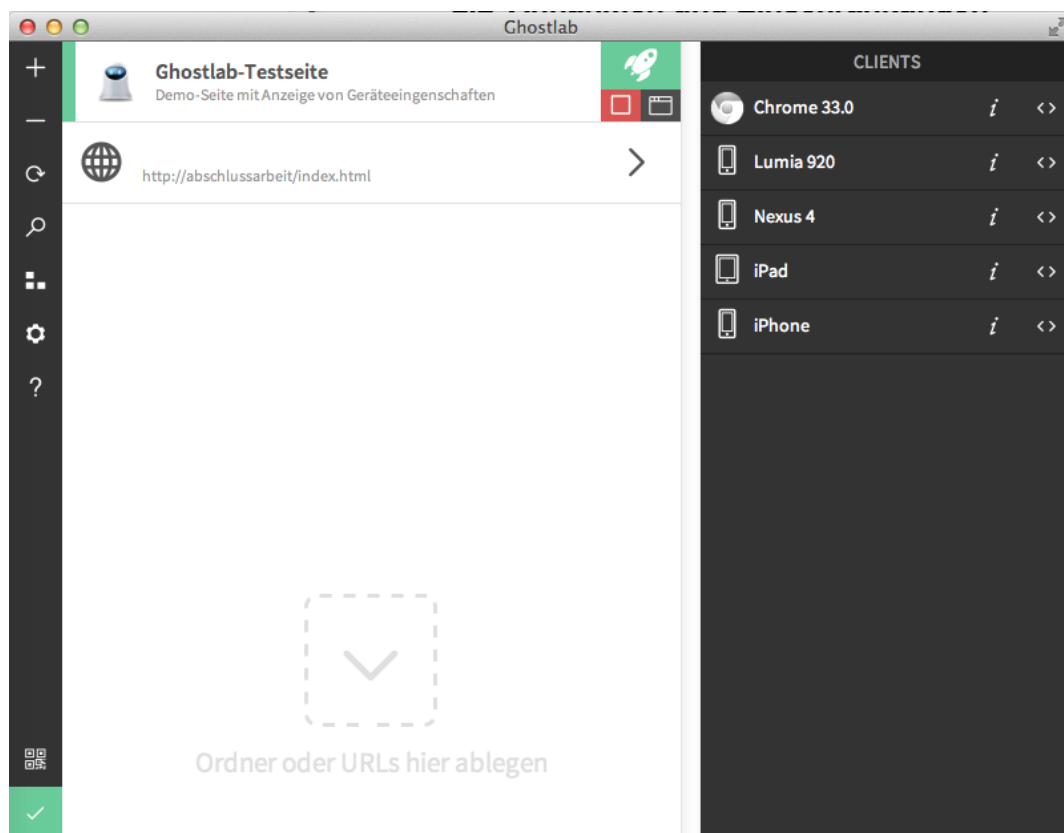 Ghostlab
Ghostlab-Testseite
Demo-Seite mit Anzeige von Geräteeingenschaften
http://abschlussarbeit/index.html
Ordner oder URLs hier ablegen
CLIENTS
Chrome 33.0
Lumia 920
Nexus 4
iPad
iPhone